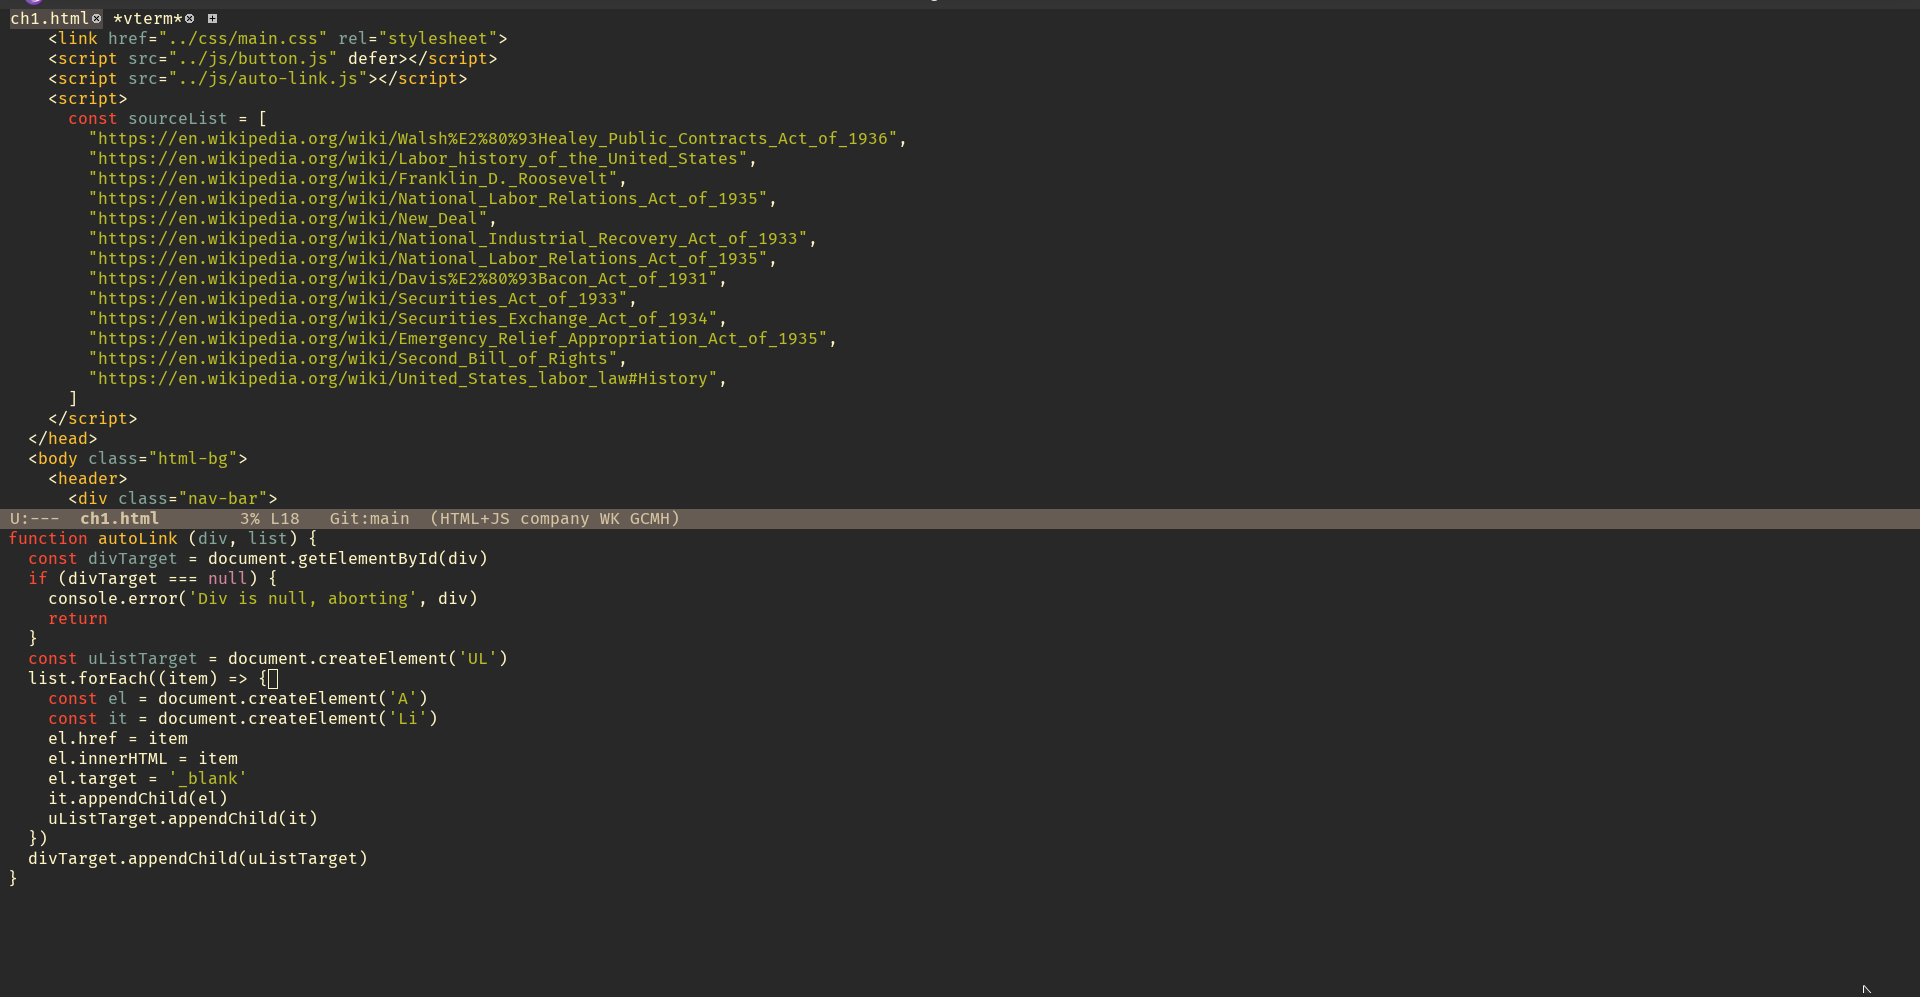 ch1.html *vterm*
    <link href="../css/main.css" rel="stylesheet">
    <script src="../js/button.js" defer></script>
    <script src="../js/auto-link.js"></script>
    <script>
      const sourceList = [
        "https://en.wikipedia.org/wiki/Walsh%E2%80%93Healey_Public_Contracts_Act_of_1936",
        "https://en.wikipedia.org/wiki/Labor_history_of_the_United_States",
        "https://en.wikipedia.org/wiki/Franklin_D._Roosevelt",
        "https://en.wikipedia.org/wiki/National_Labor_Relations_Act_of_1935",
        "https://en.wikipedia.org/wiki/New_Deal",
        "https://en.wikipedia.org/wiki/National_Industrial_Recovery_Act_of_1933",
        "https://en.wikipedia.org/wiki/National_Labor_Relations_Act_of_1935",
        "https://en.wikipedia.org/wiki/Davis%E2%80%93Bacon_Act_of_1931",
        "https://en.wikipedia.org/wiki/Securities_Act_of_1933",
        "https://en.wikipedia.org/wiki/Securities_Exchange_Act_of_1934",
        "https://en.wikipedia.org/wiki/Emergency_Relief_Appropriation_Act_of_1935",
        "https://en.wikipedia.org/wiki/Second_Bill_of_Rights",
        "https://en.wikipedia.org/wiki/United_States_labor_law#History",
      ]
    </script>
  </head>
  <body class="html-bg">
    <header>
      <div class="nav-bar">
U:---  ch1.html        3% L18   Git:main  (HTML+JS company WK GCMH)
function autoLink (div, list) {
  const divTarget = document.getElementById(div)
  if (divTarget === null) {
    console.error('Div is null, aborting', div)
    return
  }
  const uListTarget = document.createElement('UL')
  list.forEach((item) => {
    const el = document.createElement('A')
    const it = document.createElement('Li')
    el.href = item
    el.innerHTML = item
    el.target = '_blank'
    it.appendChild(el)
    uListTarget.appendChild(it)
  })
  divTarget.appendChild(uListTarget)
}